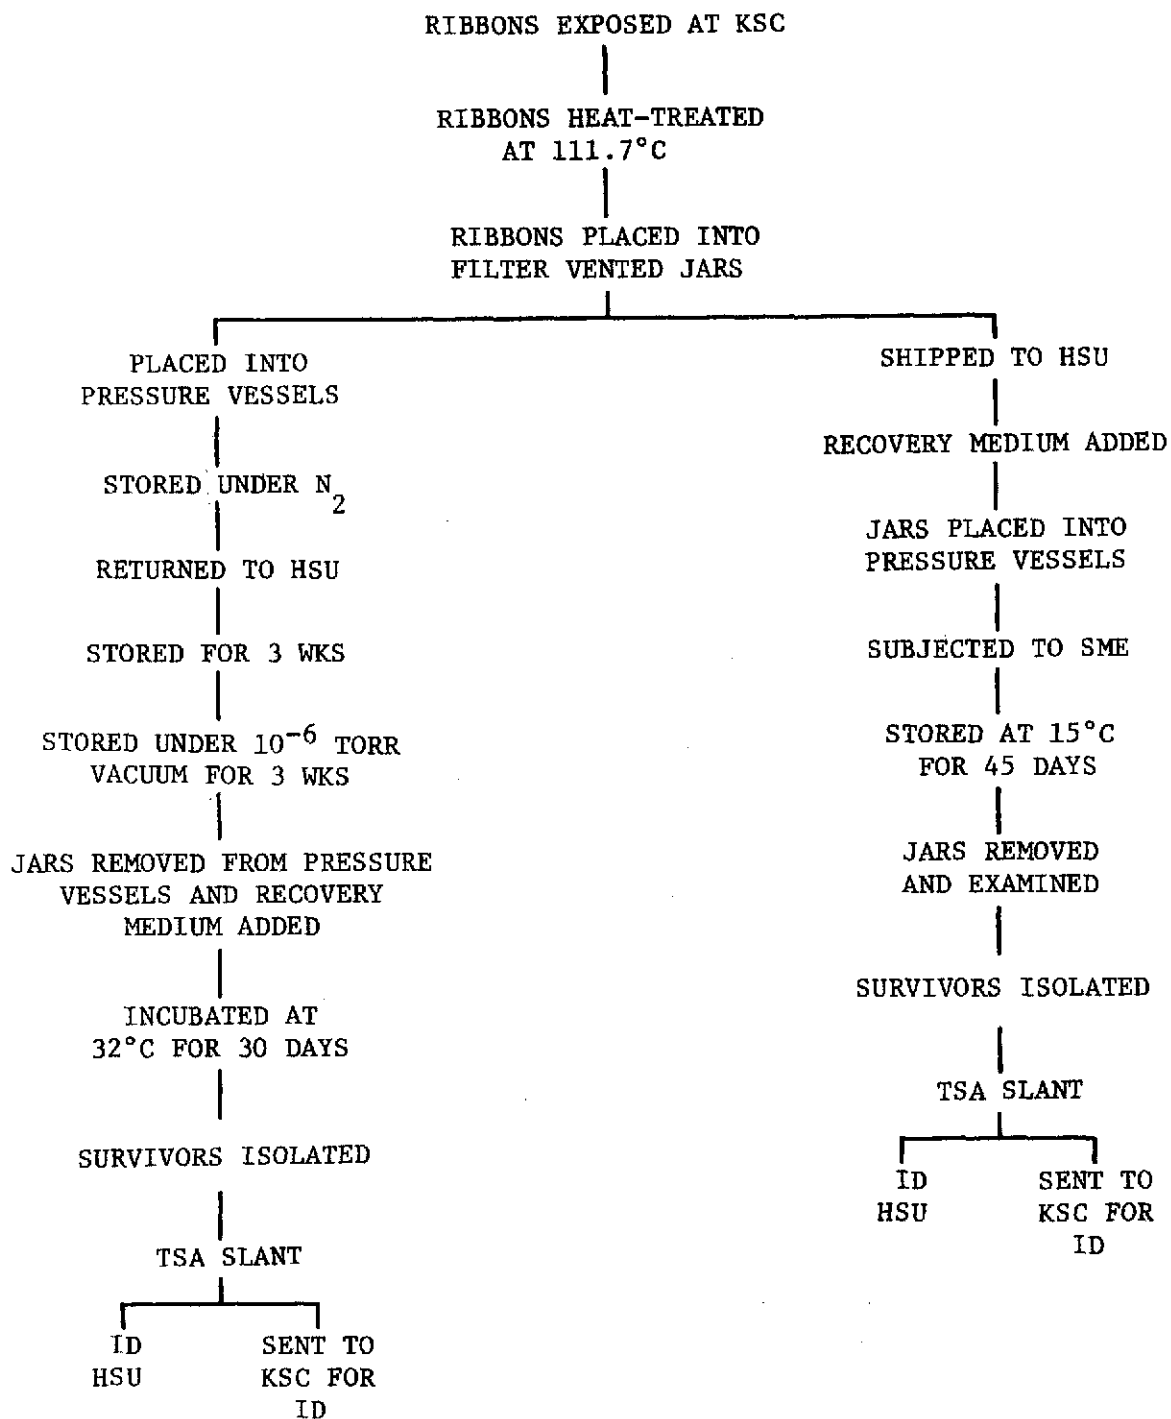 RIBBONS EXPOSED AT KSC
RIBBONS HEAT-TREATED
AT 111.7°C
RIBBONS PLACED INTO
FILTER VENTED JARS
PLACED INTO
PRESSURE VESSELS
STORED UNDER N2
RETURNED TO HSU
STORED FOR 3 WKS
STORED UNDER 10-6 TORR
VACUUM FOR 3 WKS
JARS REMOVED FROM PRESSURE
VESSELS AND RECOVERY
MEDIUM ADDED
INCUBATED AT
32°C FOR 30 DAYS
SURVIVORS ISOLATED
TSA SLANT
ID
HSU
SENT TO
KSC FOR
ID
SHIPPED TO HSU
RECOVERY MEDIUM ADDED
JARS PLACED INTO
PRESSURE VESSELS
SUBJECTED TO SME
STORED AT 15°C
FOR 45 DAYS
JARS REMOVED
AND EXAMINED
SURVIVORS ISOLATED
TSA SLANT
ID
HSU
SENT TO
KSC FOR
ID